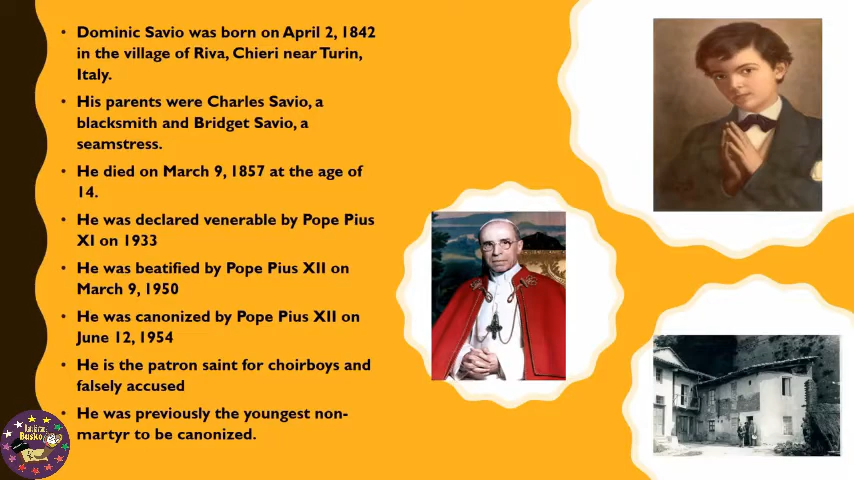 • Dominic Savio was born on April 2, 1842
in the village of Riva, Chieri near Turin,
Italy.
• His parents were Charles Savio, a
blacksmith and Bridget Savio, a
seamstress.
• He died on March 9, 1857 at the age of
14.
• He was declared venerable by Pope Pius
XI on 1933
• He was beatified by Pope Pius XII on
March 9, 1950
• He was canonized by Pope Pius XII on
June 12, 1954
• He is the patron saint for choirboys and
falsely accused
• He was previously the youngest non-
martyr to be canonized.
Busko